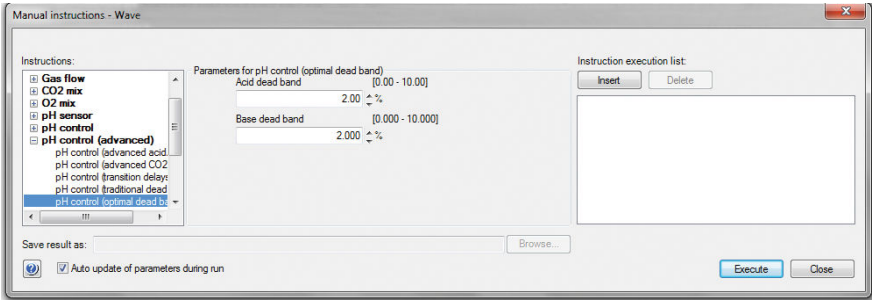 Manual instructions - Wave
Instructions:
Gas flow
CO2 mix
O2 mix
pH sensor
pH control
pH control (advanced)
pH control (advanced acid.
pH control (advanced CO2
pH control (transition delays
pH control (traditional dead
pH control (optimal dead ba
Parameters for pH control (optimal dead band)
Acid dead band [0.00 - 10.00]
2.00 %
Base dead band [0.000 - 10.000]
2.000 %
Instruction execution list:
Insert Delete
Save result as: Browse...
Auto update of parameters during run
Execute Close